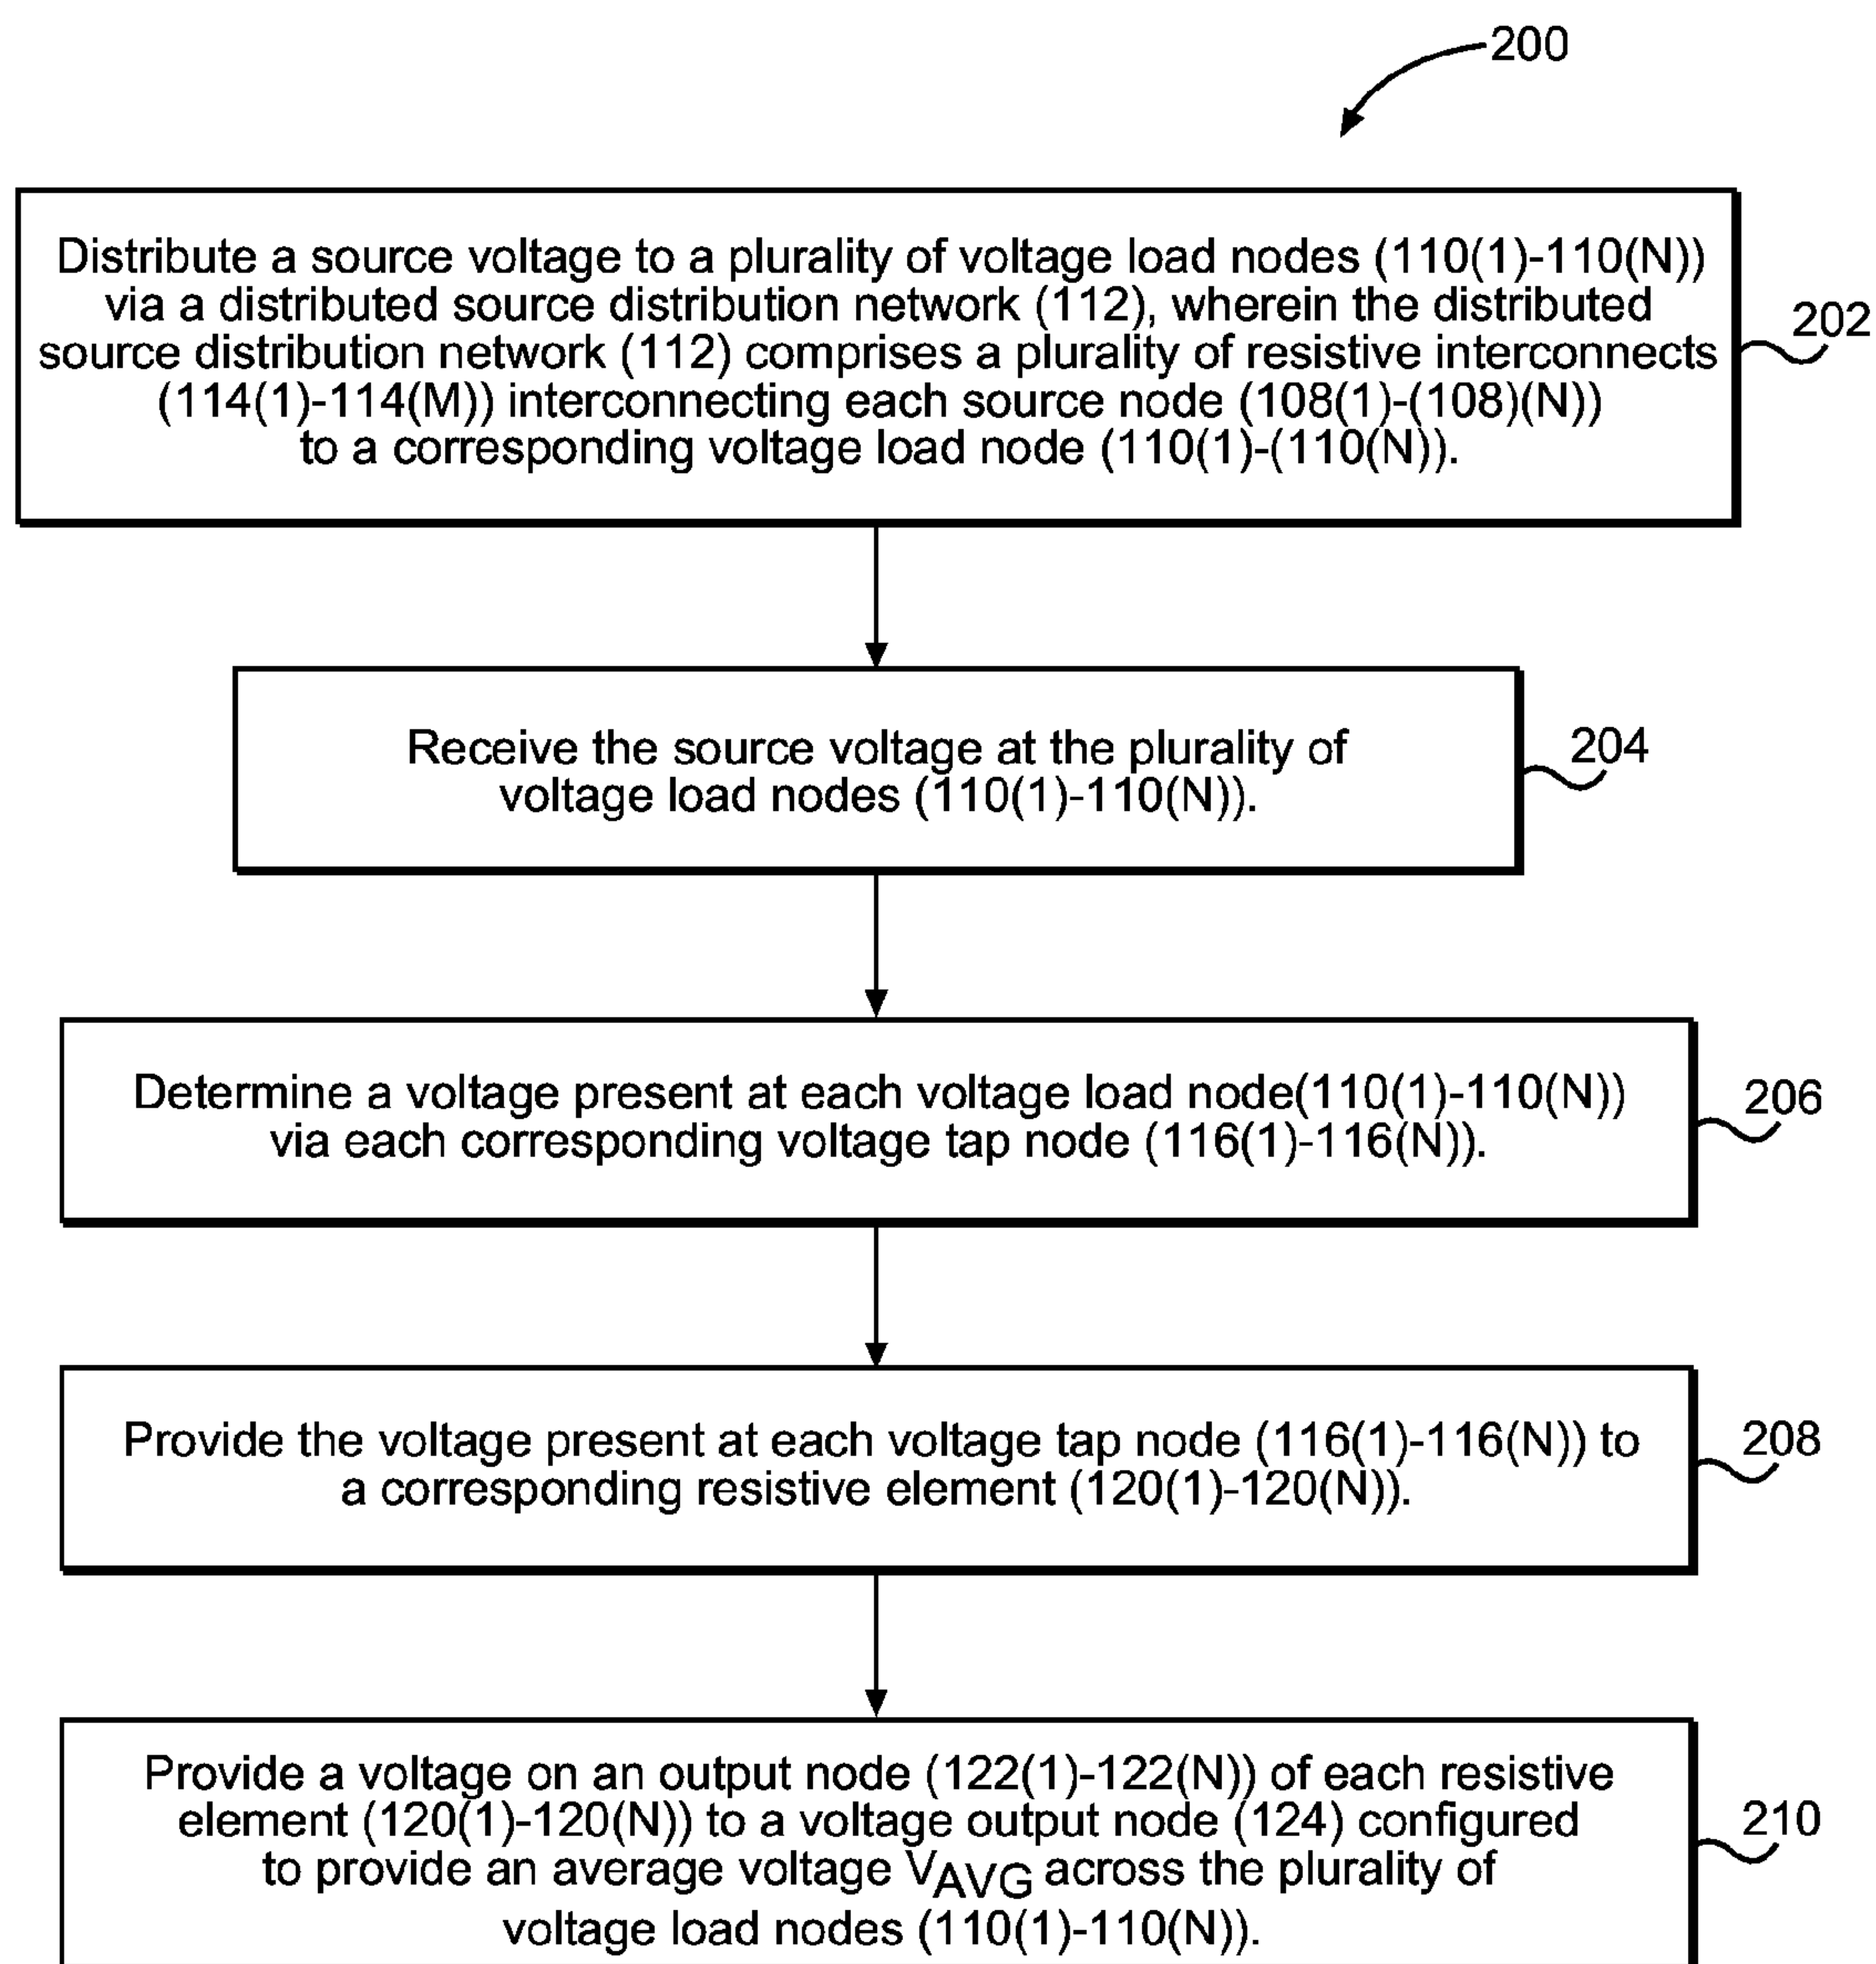 200
Distribute a source voltage to a plurality of voltage load nodes (110(1)-110(N))
via a distributed source distribution network (112), wherein the distributed
source distribution network (112) comprises a plurality of resistive interconnects
(114(1)-114(M)) interconnecting each source node (108(1)-(108)(N))
to a corresponding voltage load node (110(1)-(110(N)).
202
Receive the source voltage at the plurality of
voltage load nodes (110(1)-110(N)).
204
Determine a voltage present at each voltage load node(110(1)-110(N))
via each corresponding voltage tap node (116(1)-116(N)).
206
Provide the voltage present at each voltage tap node (116(1)-116(N)) to
a corresponding resistive element (120(1)-120(N)).
208
Provide a voltage on an output node (122(1)-122(N)) of each resistive
element (120(1)-120(N)) to a voltage output node (124) configured
to provide an average voltage VAVG across the plurality of
voltage load nodes (110(1)-110(N)).
210